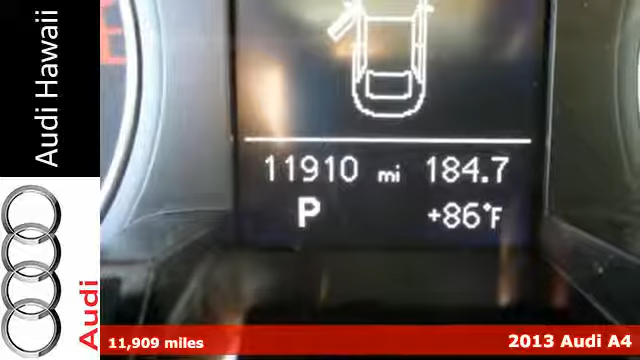 Audi Hawaii
Audi
11910 mi 184.7
P +86°F
11,909 miles
2013 Audi A4